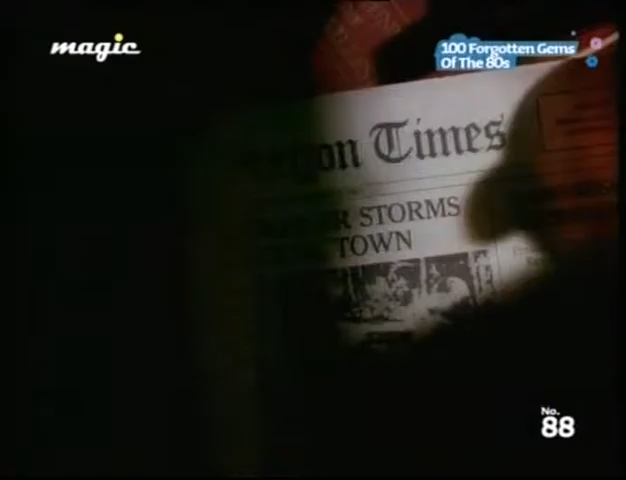 magic
100 Forgotten Gems
Of The 80s
Times
STORMS
TOWN
No.
88